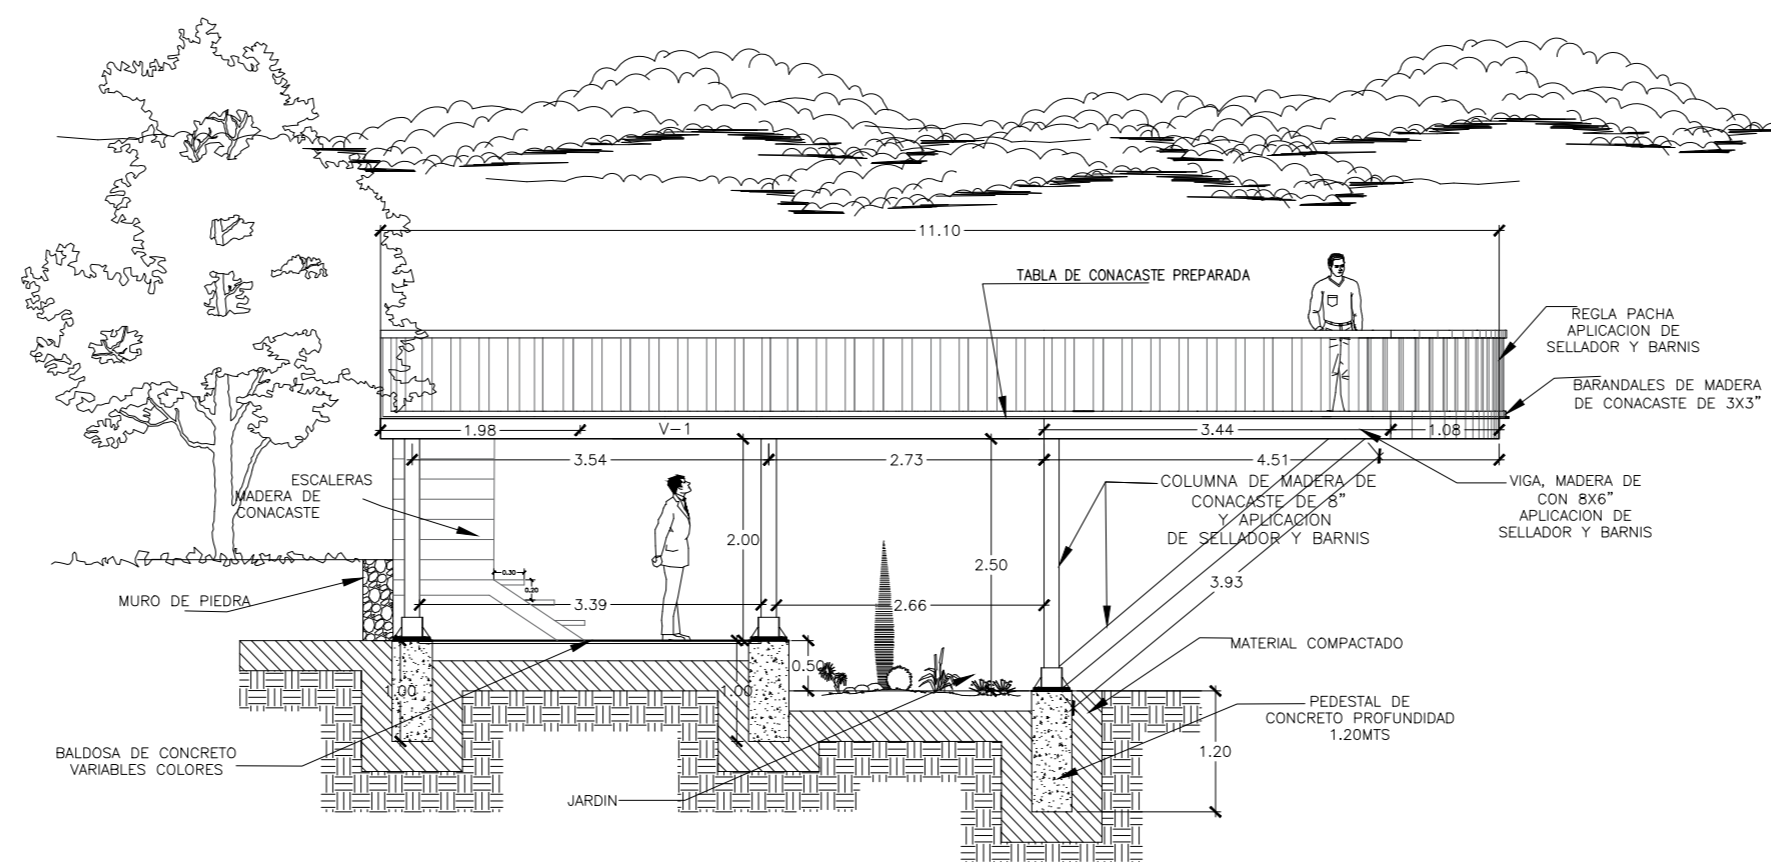 11.10
TABLA DE CONACASTE PREPARADA
REGLA PACHA
APLICACION DE
SELLADOR Y BARNIS
BARANDALES DE MADERA
DE CONACASTE DE 3X3"
1.98
V-1
3.44
1.08
3.54
2.73
4.51
ESCALERAS
MADERA DE
CONACASTE
COLUMNA DE MADERA DE
CONACASTE DE 8"
Y APLICACION
DE SELLADOR Y BARNIS
VIGA, MADERA DE
CON 8X6"
APLICACION DE
SELLADOR Y BARNIS
2.00
2.50
0.30
0.20
3.93
MURO DE PIEDRA
3.39
2.66
MATERIAL COMPACTADO
0.50
1.00
1.00
PEDESTAL DE
CONCRETO PROFUNDIDAD
1.20MTS
1.20
BALDOSA DE CONCRETO
VARIABLES COLORES
JARDIN